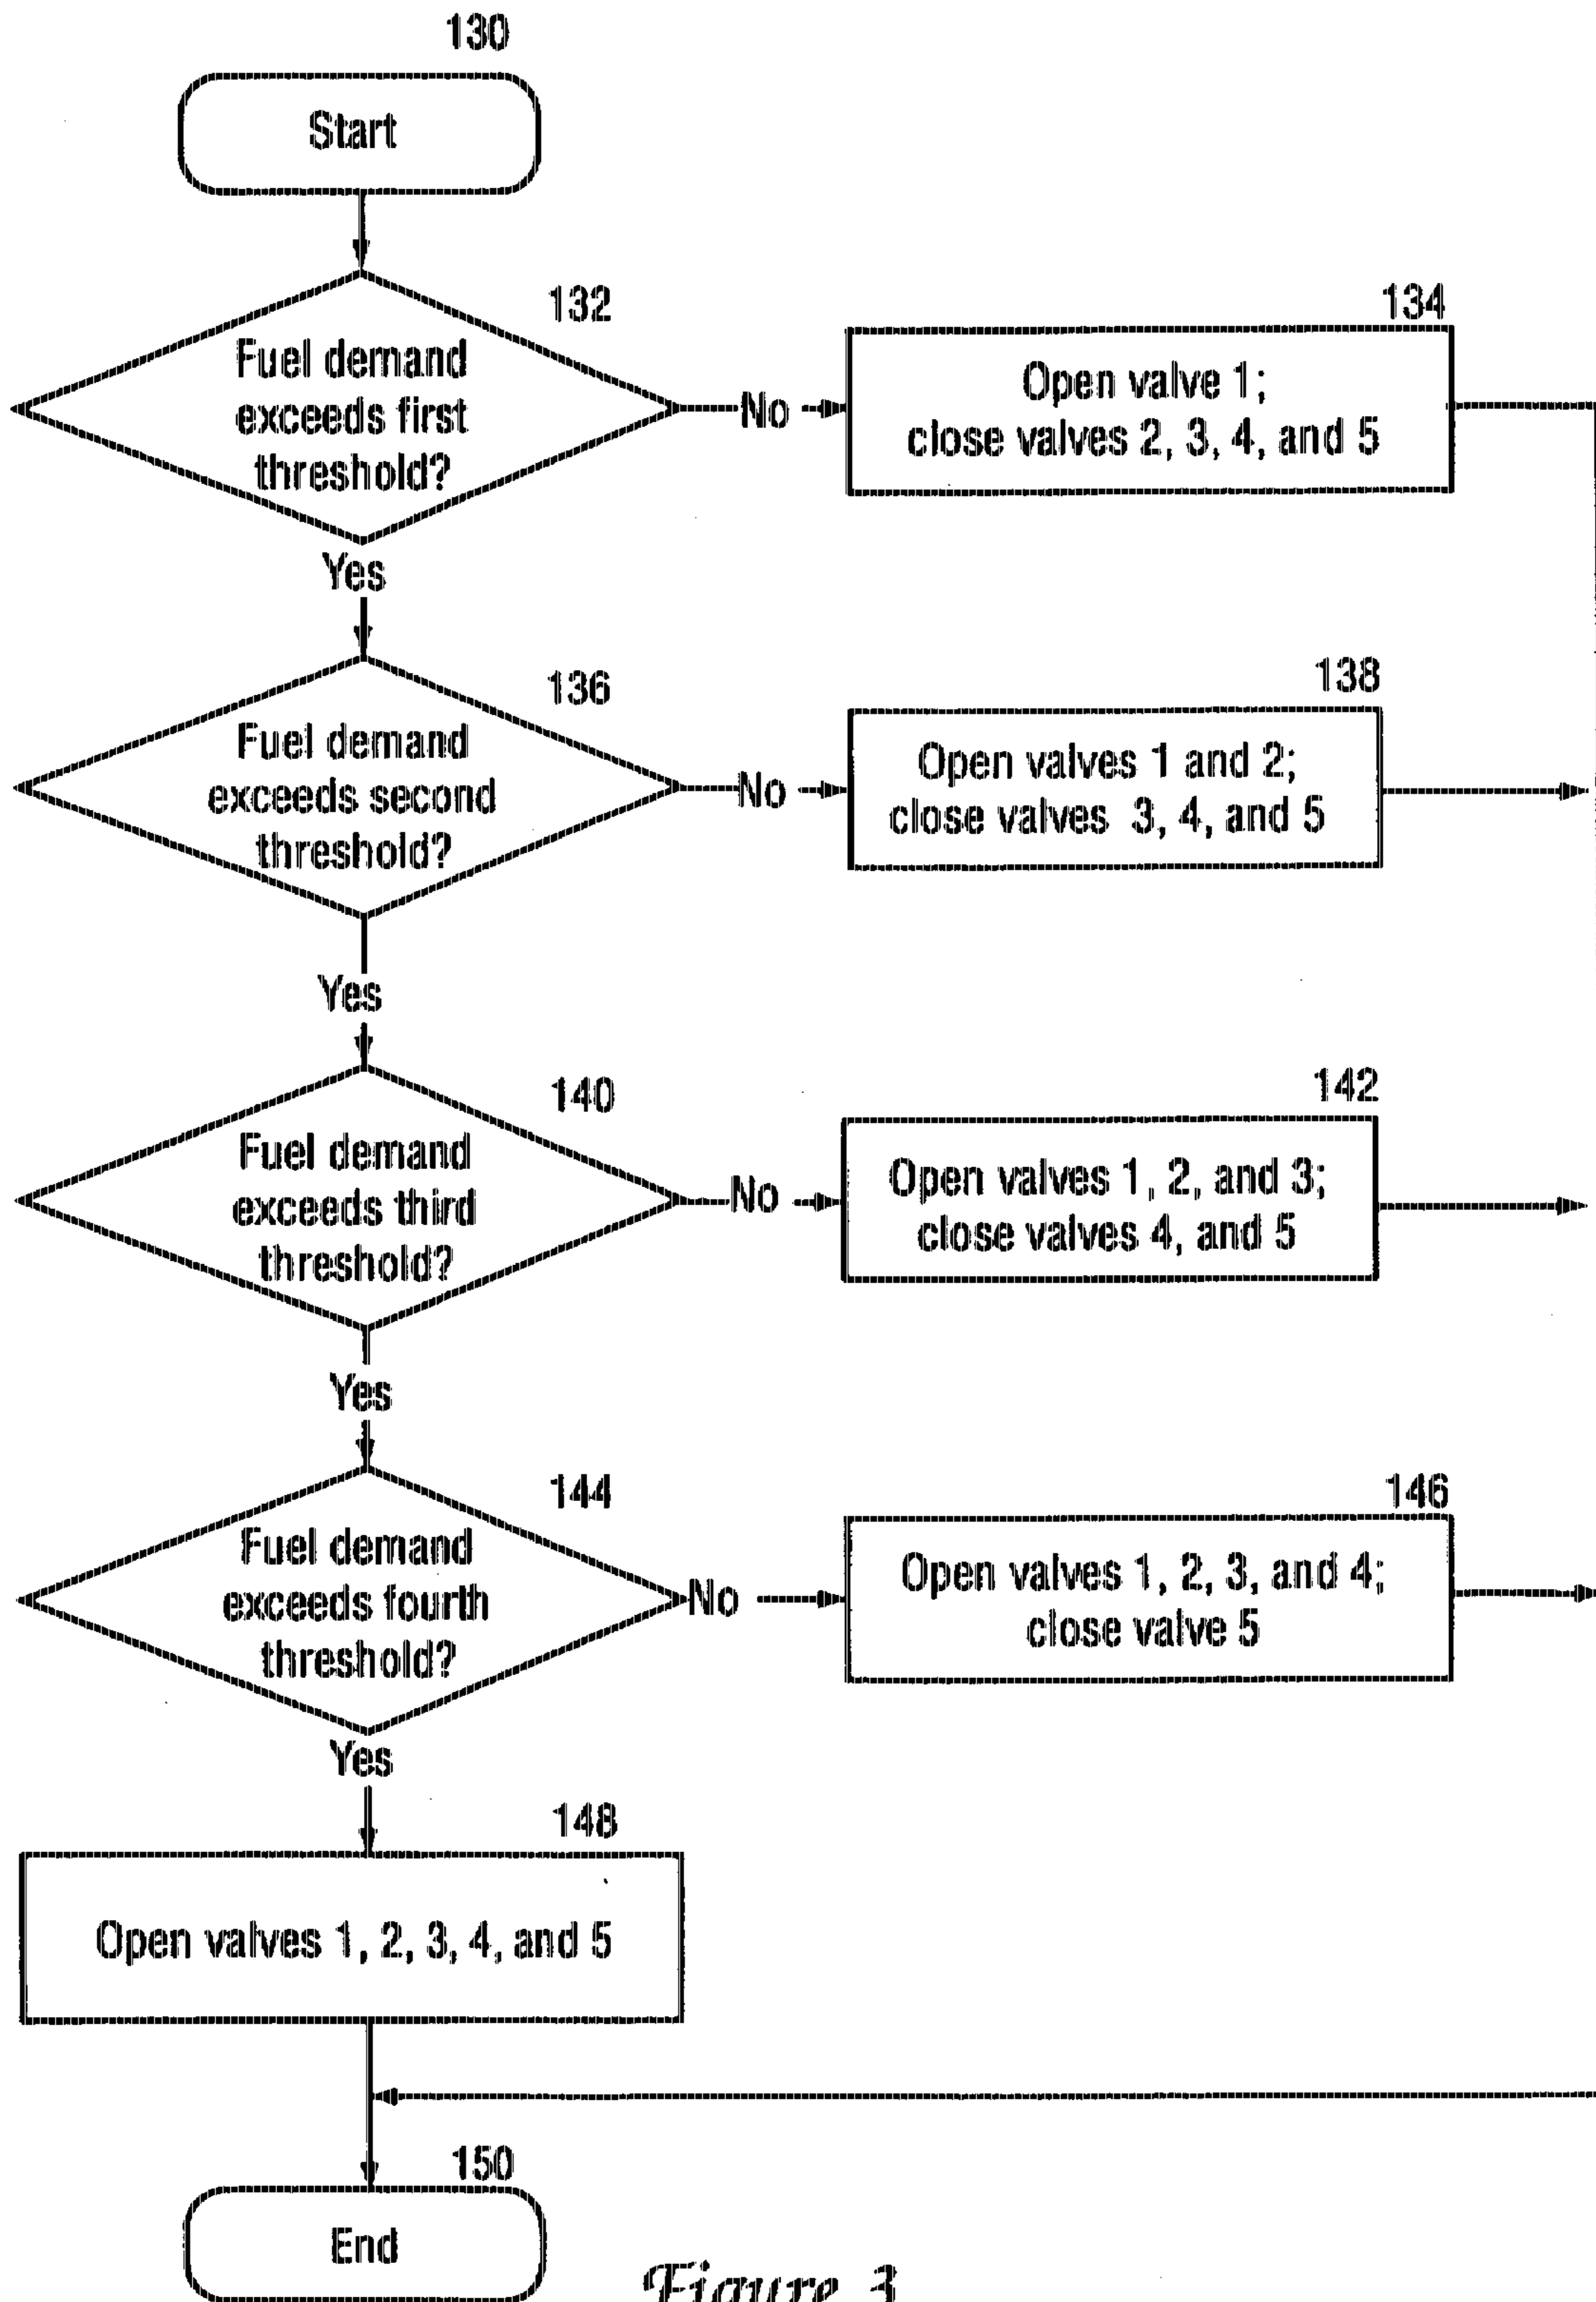 130
Start
132
Fuel demand
exceeds first
threshold?
No
134
Open valve 1;
close valves 2, 3, 4, and 5
Yes
136
Fuel demand
exceeds second
threshold?
No
138
Open valves 1 and 2;
close valves 3, 4, and 5
Yes
140
Fuel demand
exceeds third
threshold?
No
142
Open valves 1, 2, and 3;
close valves 4, and 5
Yes
144
Fuel demand
exceeds fourth
threshold?
No
146
Open valves 1, 2, 3, and 4;
close valve 5
Yes
148
Open valves 1, 2, 3, 4, and 5
150
End
Figure 3